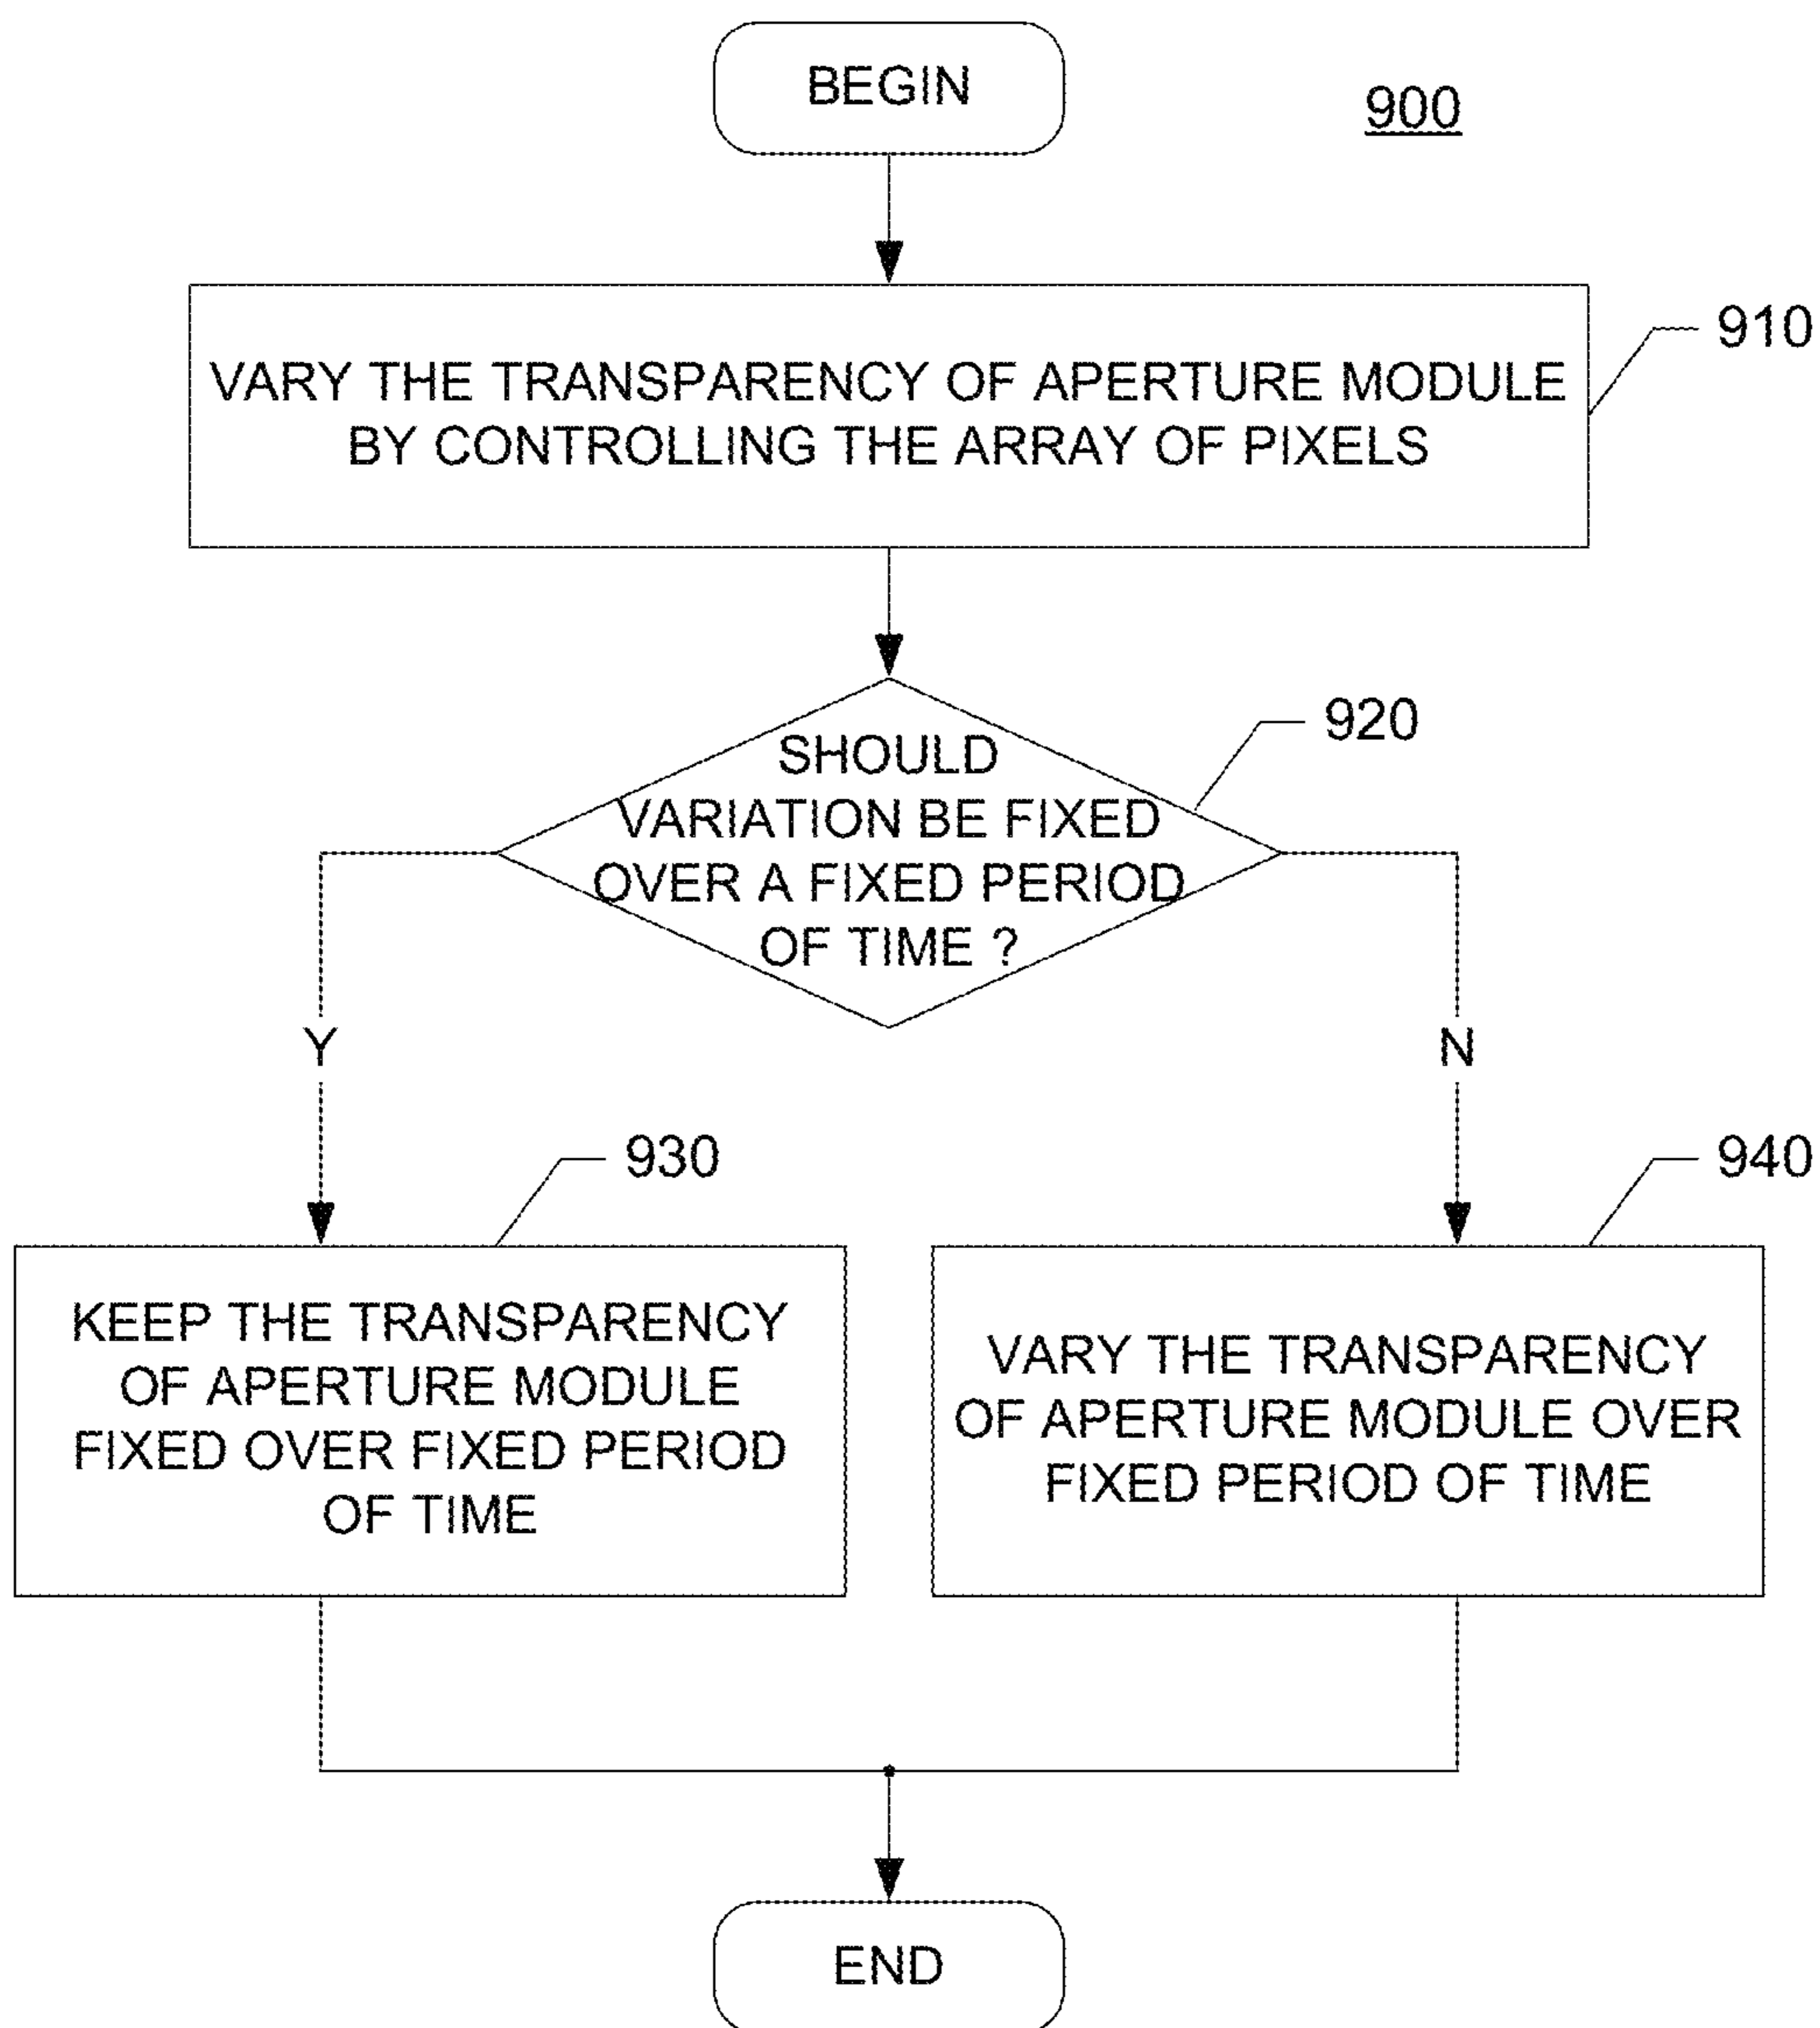 BEGIN
900
VARY THE TRANSPARENCY OF APERTURE MODULE
BY CONTROLLING THE ARRAY OF PIXELS
910
SHOULD
VARIATION BE FIXED
OVER A FIXED PERIOD
OF TIME ?
920
Y
N
930
KEEP THE TRANSPARENCY
OF APERTURE MODULE
FIXED OVER FIXED PERIOD
OF TIME
940
VARY THE TRANSPARENCY
OF APERTURE MODULE OVER
FIXED PERIOD OF TIME
END